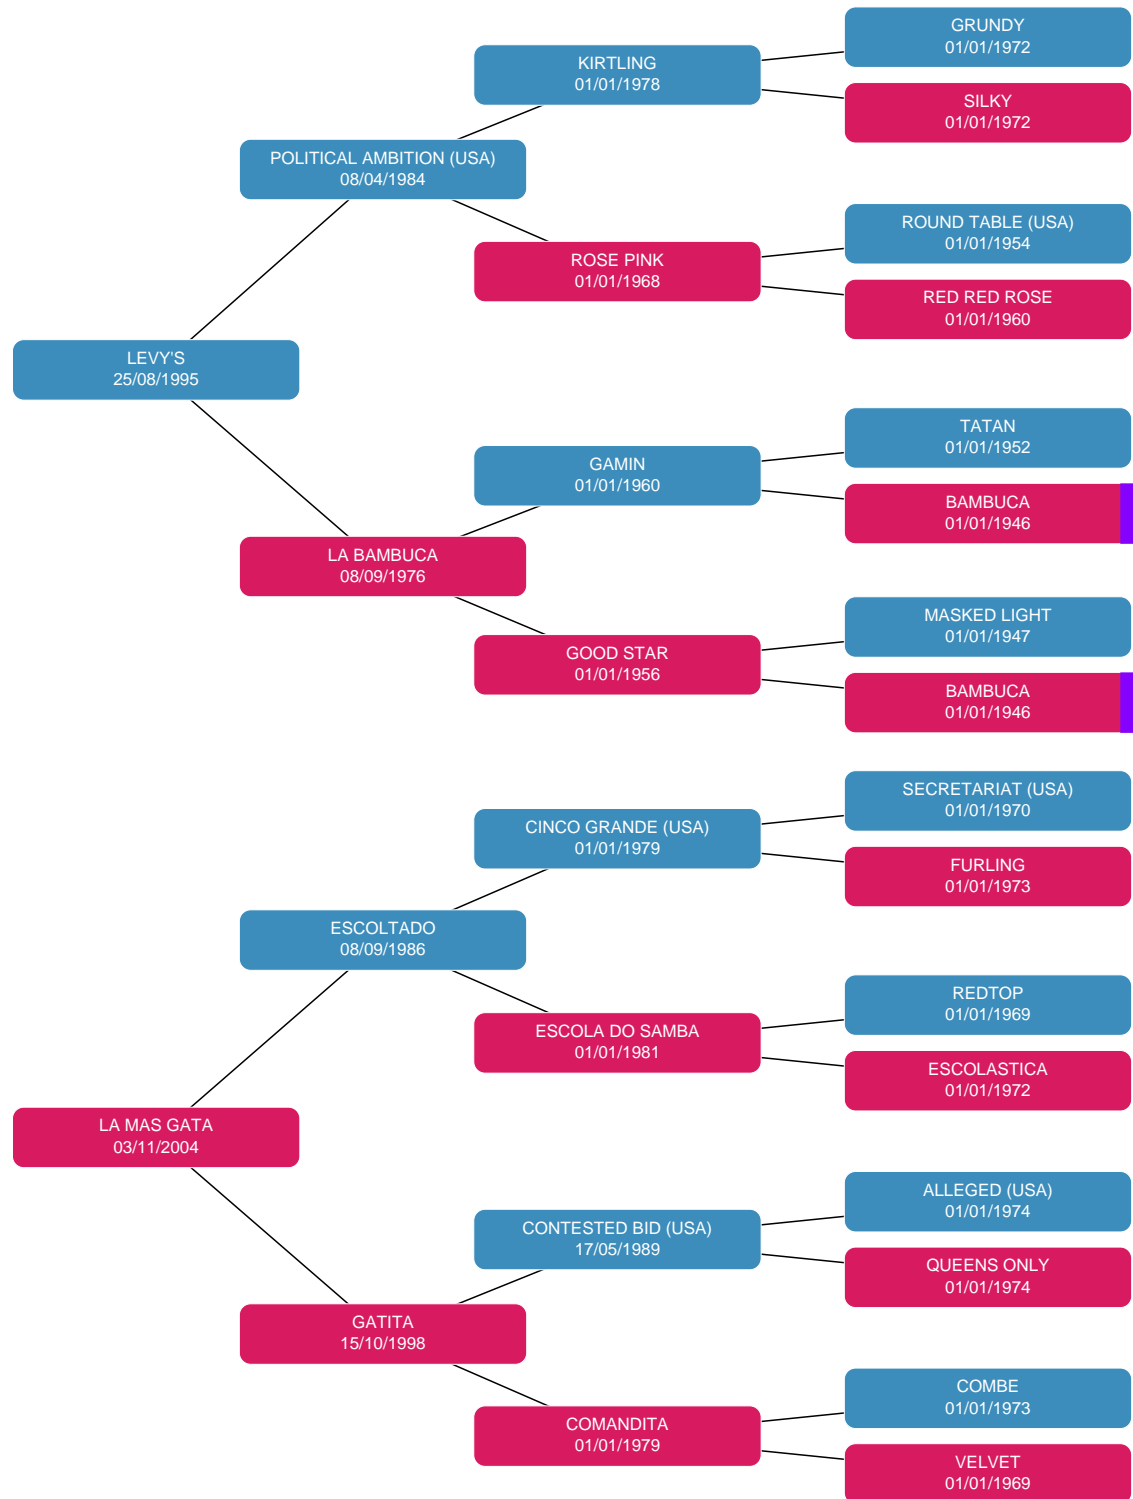 GRUNDY
01/01/1972
KIRTLING
01/01/1978
SILKY
01/01/1972
POLITICAL AMBITION (USA)
08/04/1984
ROUND TABLE (USA)
01/01/1954
ROSE PINK
01/01/1968
RED RED ROSE
01/01/1960
LEVY'S
25/08/1995
TATAN
01/01/1952
GAMIN
01/01/1960
BAMBUCA
01/01/1946
LA BAMBUCA
08/09/1976
MASKED LIGHT
01/01/1947
GOOD STAR
01/01/1956
BAMBUCA
01/01/1946
SECRETARIAT (USA)
01/01/1970
CINCO GRANDE (USA)
01/01/1979
FURLING
01/01/1973
ESCOLTADO
08/09/1986
REDTOP
01/01/1969
ESCOLA DO SAMBA
01/01/1981
ESCOLASTICA
01/01/1972
LA MAS GATA
03/11/2004
ALLEGED (USA)
01/01/1974
CONTESTED BID (USA)
17/05/1989
QUEENS ONLY
01/01/1974
GATITA
15/10/1998
COMBE
01/01/1973
COMANDITA
01/01/1979
VELVET
01/01/1969